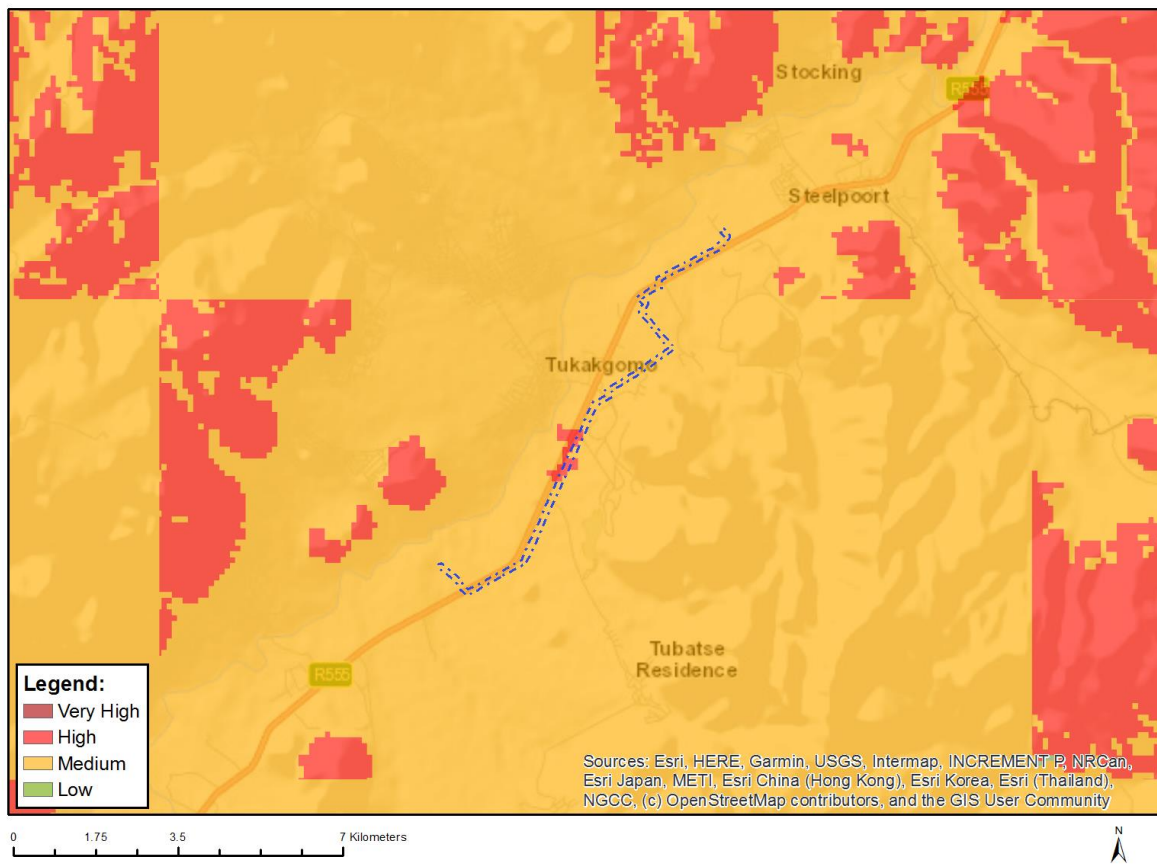 Stocking
R555
Steelpoort
Tukakgomo
Tubatse
Residence
R555
Legend:
Very High
High
Medium
Low
Sources: Esri, HERE, Garmin, USGS, Intermap, INCREMENT P, NRCan,
Esri Japan, METI, Esri China (Hong Kong), Esri Korea, Esri (Thailand),
NGCC, (c) OpenStreetMap contributors, and the GIS User Community
0 1.75 3.5 7 Kilometers
N